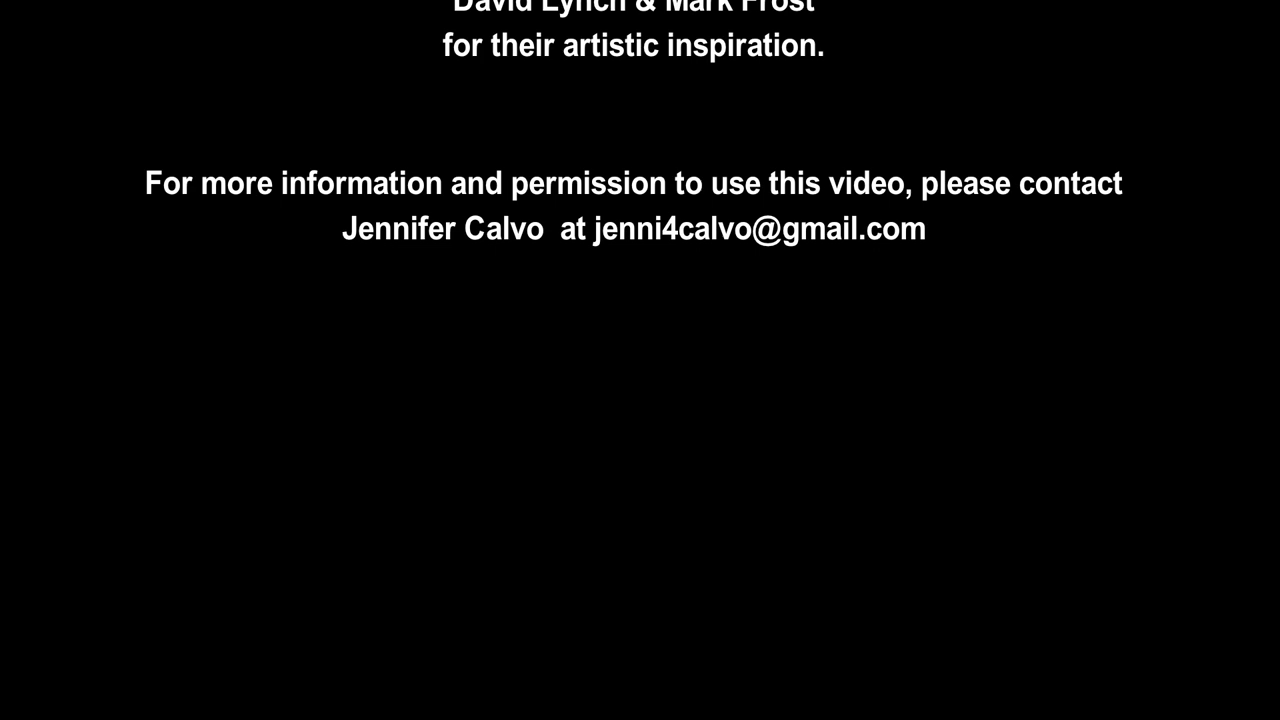 David Lynch & Mark Frost
for their artistic inspiration.
For more information and permission to use this video, please contact
Jennifer Calvo  at jenni4calvo@gmail.com